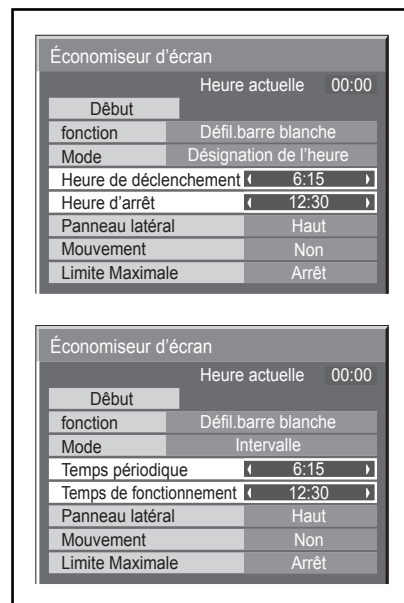 Économiseur d’écran
Heure actuelle 00:00
Dêbut
fonction Défil.barre blanche
Mode Désignation de l’heure
Heure de déclenchement 6:15
Heure d’arrêt 12:30
Panneau latéral Haut
Mouvement Non
Limite Maximale Arrêt
Économiseur d’écran
Heure actuelle 00:00
Dêbut
fonction Défil.barre blanche
Mode Intervalle
Temps périodique 6:15
Temps de fonctionnement 12:30
Panneau latéral Haut
Mouvement Non
Limite Maximale Arrêt